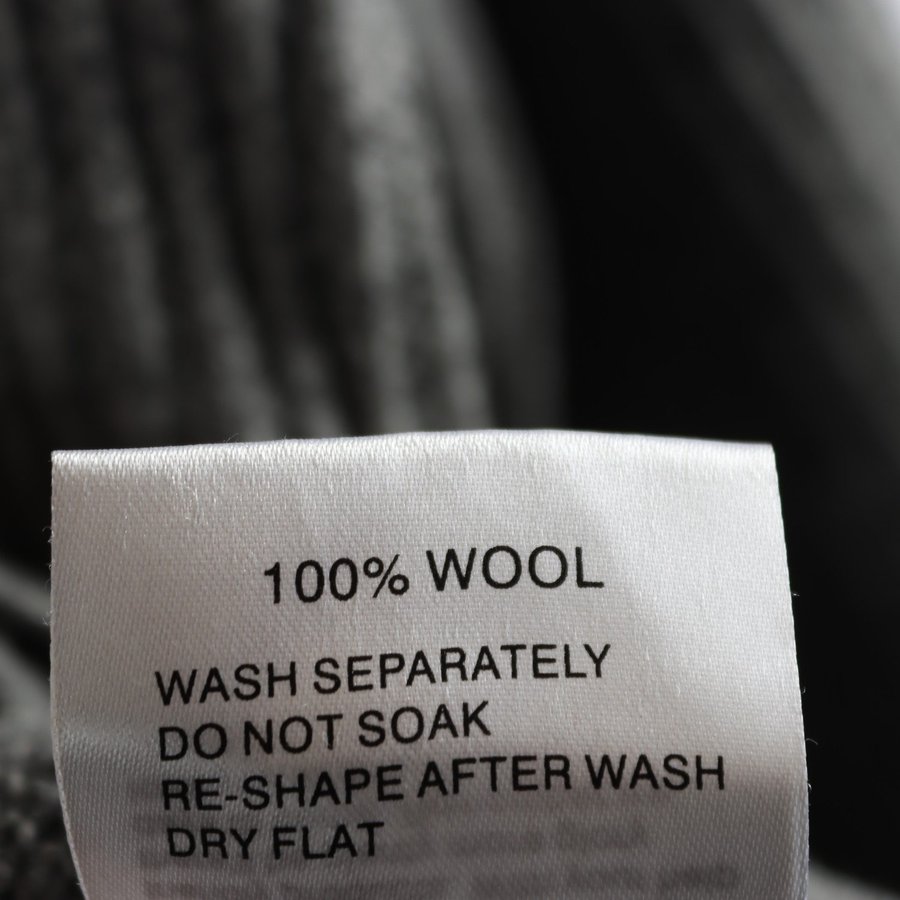 100% WOOL
WASH SEPARATELY
DO NOT SOAK
RE-SHAPE AFTER WASH
DRY FLAT